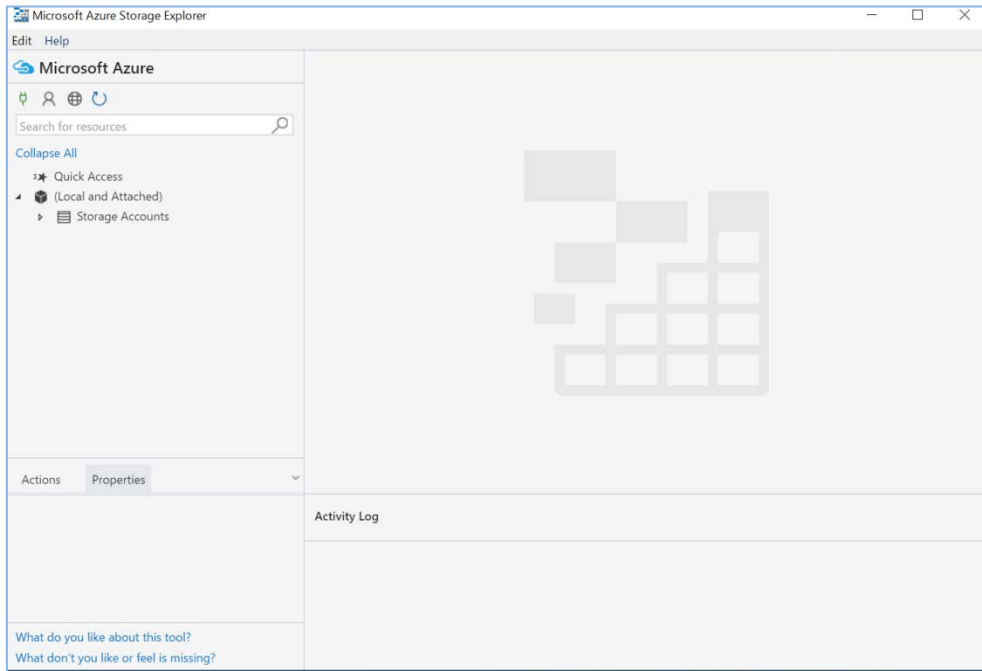 Microsoft Azure Storage Explorer
Edit Help
Microsoft Azure
Search for resources
Collapse All
Quick Access
(Local and Attached)
Storage Accounts
Actions Properties
Activity Log
What do you like about this tool?
What don't you like or feel is missing?